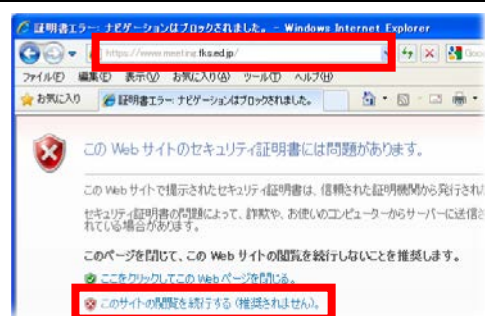 証明書エラー: ナビゲーションはブロックされました。 - Windows Internet Explorer
https://www.meeting.fks.ed.jp/
ファイル(F) 編集(E) 表示(V) お気に入り(A) ツール(T) ヘルプ(H)
お気に入り 証明書エラー: ナビゲーションはブロックされました。
この Web サイトのセキュリティ証明書には問題があります。
この Web サイトで提示されたセキュリティ証明書は、信頼された証明機関から発行され
セキュリティ証明書の問題によって、詐欺や、お使いのコンピューターからサーバーに送信さ
れている場合があります。
このページを閉じて、この Web サイトの閲覧を続行しないことを推奨します。
ここをクリックしてこの Web ページを閉じる。
このサイトの閲覧を続行する (推奨されません)。